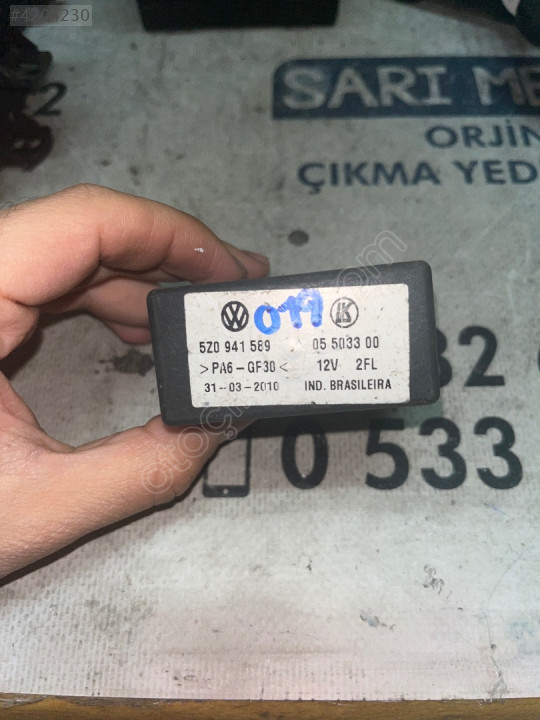 SARI ME
ORJİN
ÇIKMA YED
VW 011 K
5Z0 941 589 05 5033 00
>PA6-GF30< 12V 2FL
31-03-2010 IND. BRASILEIRA
32
0 533